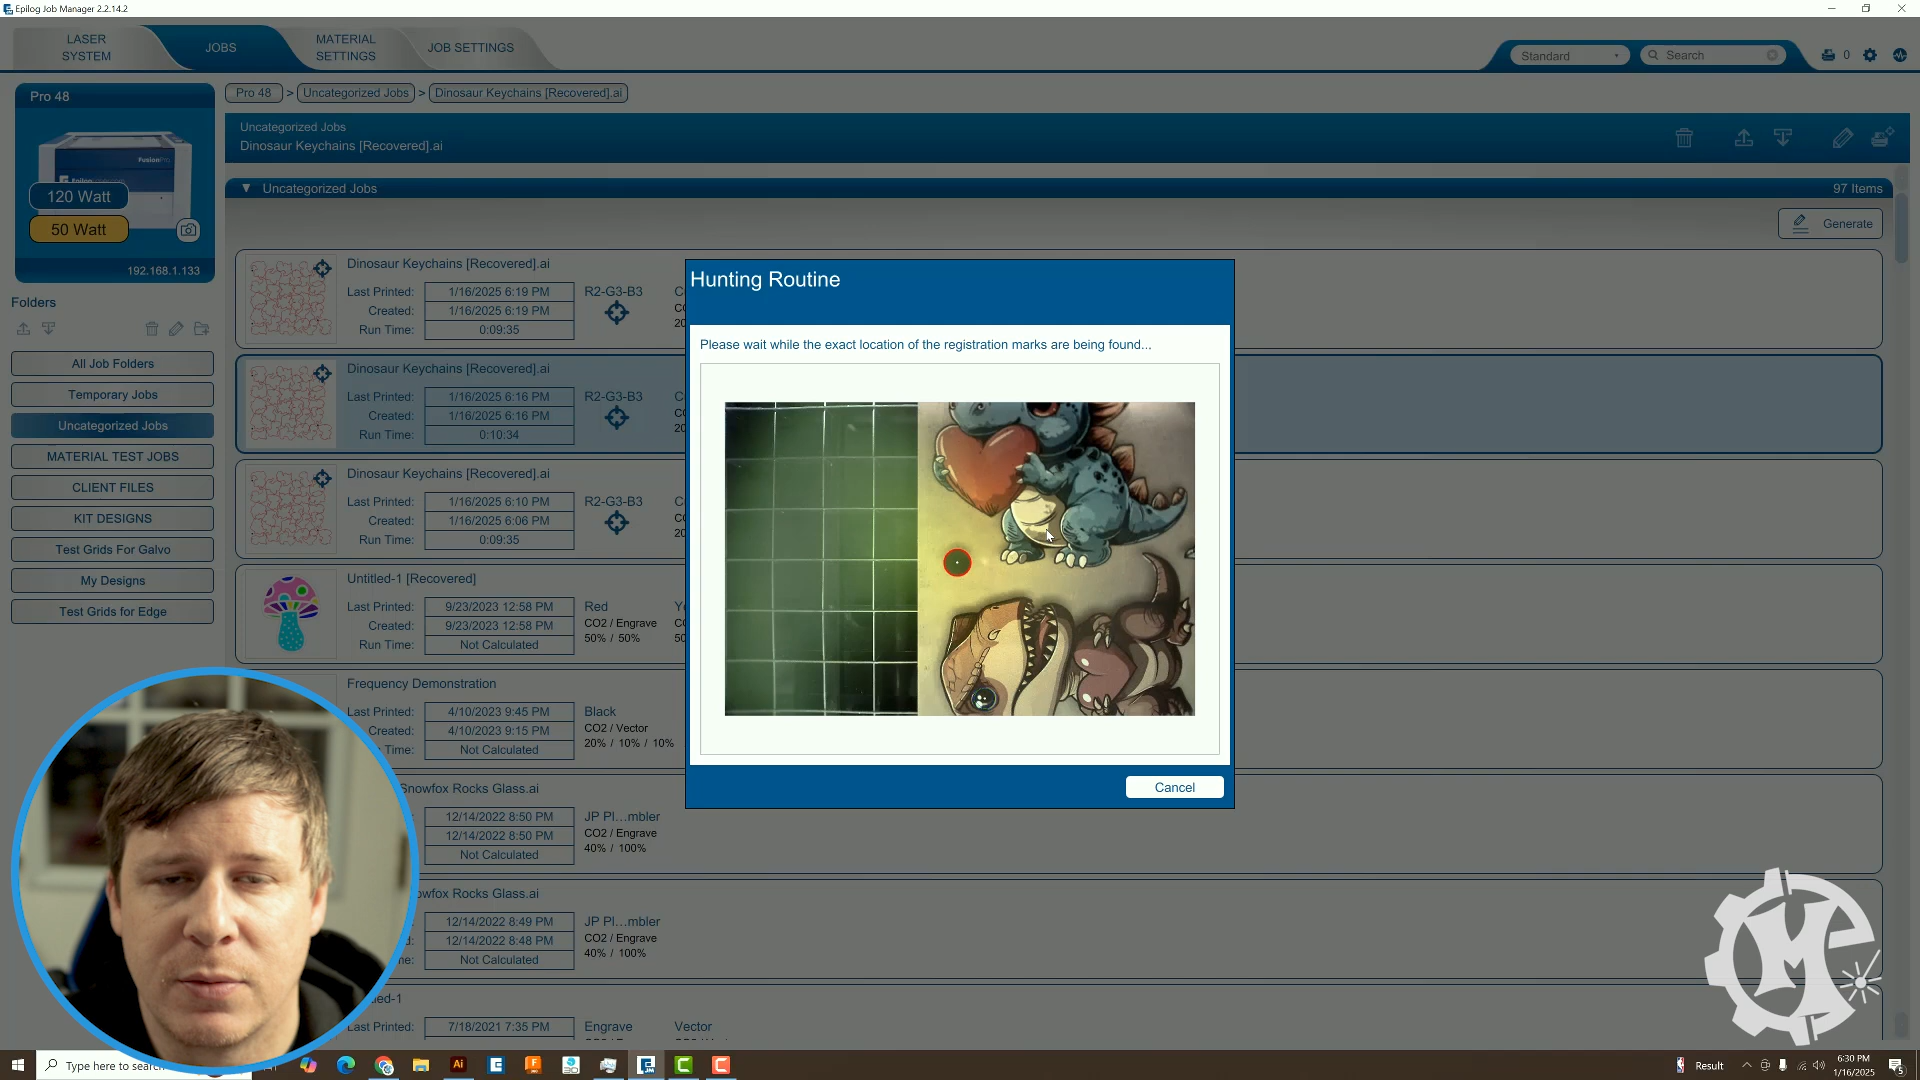 Epilog Job Manager 2.2.14.2
LASER SYSTEM
JOBS
MATERIAL SETTINGS
JOB SETTINGS
Standard
Search
0
Pro 48
FusionPro
120 Watt
50 Watt
192.168.1.133
Folders
All Job Folders
Temporary Jobs
Uncategorized Jobs
MATERIAL TEST JOBS
CLIENT FILES
KIT DESIGNS
Test Grids For Galvo
My Designs
Test Grids for Edge
Pro 48 > Uncategorized Jobs > Dinosaur Keychains [Recovered].ai
Uncategorized Jobs
Dinosaur Keychains [Recovered].ai
Uncategorized Jobs
97 Items
Generate
Dinosaur Keychains [Recovered].ai
Last Printed: 1/16/2025 6:19 PM R2-G3-B3
Created: 1/16/2025 6:19 PM
Run Time: 0:09:35
Dinosaur Keychains [Recovered].ai
Last Printed: 1/16/2025 6:16 PM R2-G3-B3
Created: 1/16/2025 6:16 PM
Run Time: 0:10:34
Dinosaur Keychains [Recovered].ai
Last Printed: 1/16/2025 6:10 PM R2-G3-B3
Created: 1/16/2025 6:06 PM
Run Time: 0:09:35
Untitled-1 [Recovered]
Last Printed: 9/23/2023 12:58 PM Red
Created: 9/23/2023 12:58 PM CO2 / Engrave
50% / 50%
Run Time: Not Calculated
Frequency Demonstration
Last Printed: 4/10/2023 9:45 PM Black
Created: 4/10/2023 9:15 PM CO2 / Vector
20% / 10% / 10%
Time: Not Calculated
Snowfox Rocks Glass.ai
12/14/2022 8:50 PM JP Pl...mbler
12/14/2022 8:50 PM CO2 / Engrave
40% / 100%
Not Calculated
wfox Rocks Glass.ai
12/14/2022 8:49 PM JP Pl...mbler
12/14/2022 8:48 PM CO2 / Engrave
40% / 100%
Not Calculated
ed-1
Last Printed: 7/18/2021 7:35 PM Engrave Vector
Hunting Routine
Please wait while the exact location of the registration marks are being found...
Cancel
Type here to search
Result
6:30 PM
1/16/2025